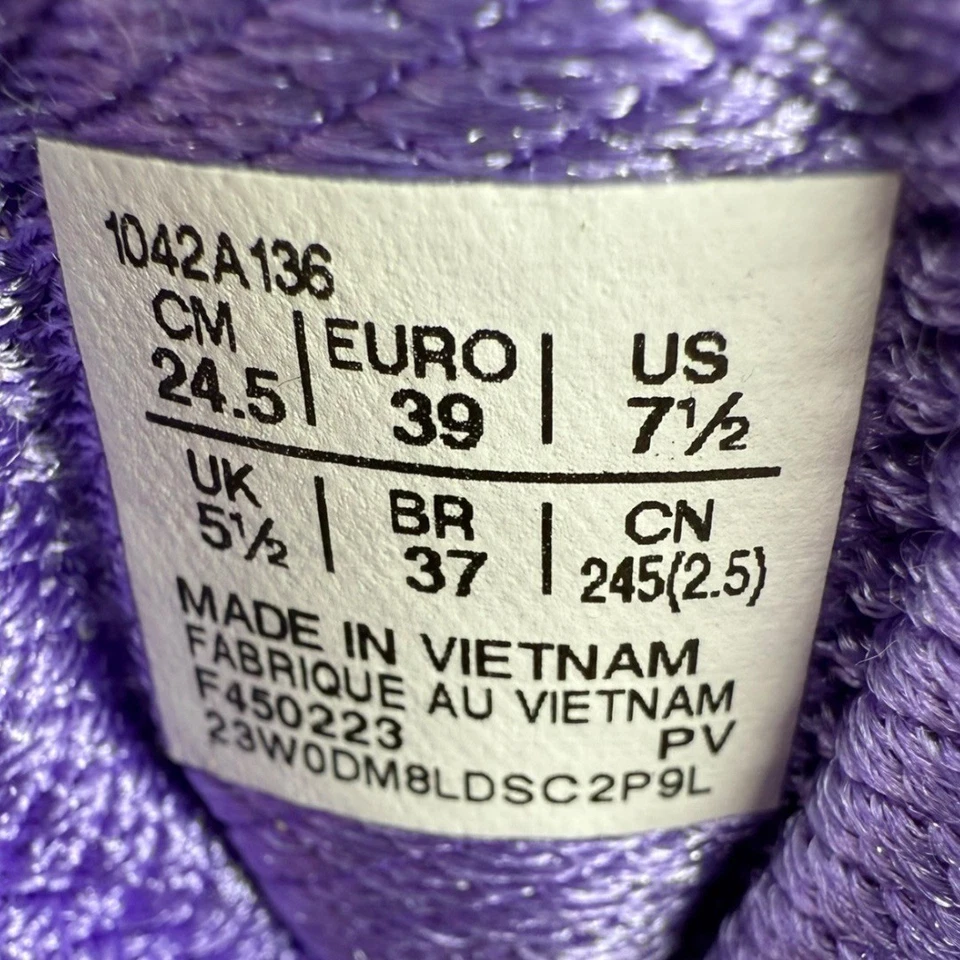 1042A136
CM | EURO | US
24.5 | 39 | 7½
UK | BR | CN
5½ | 37 | 245(2.5)
MADE IN VIETNAM
FABRIQUE AU VIETNAM
F450223 PV
23W0DM8LDSC2P9L